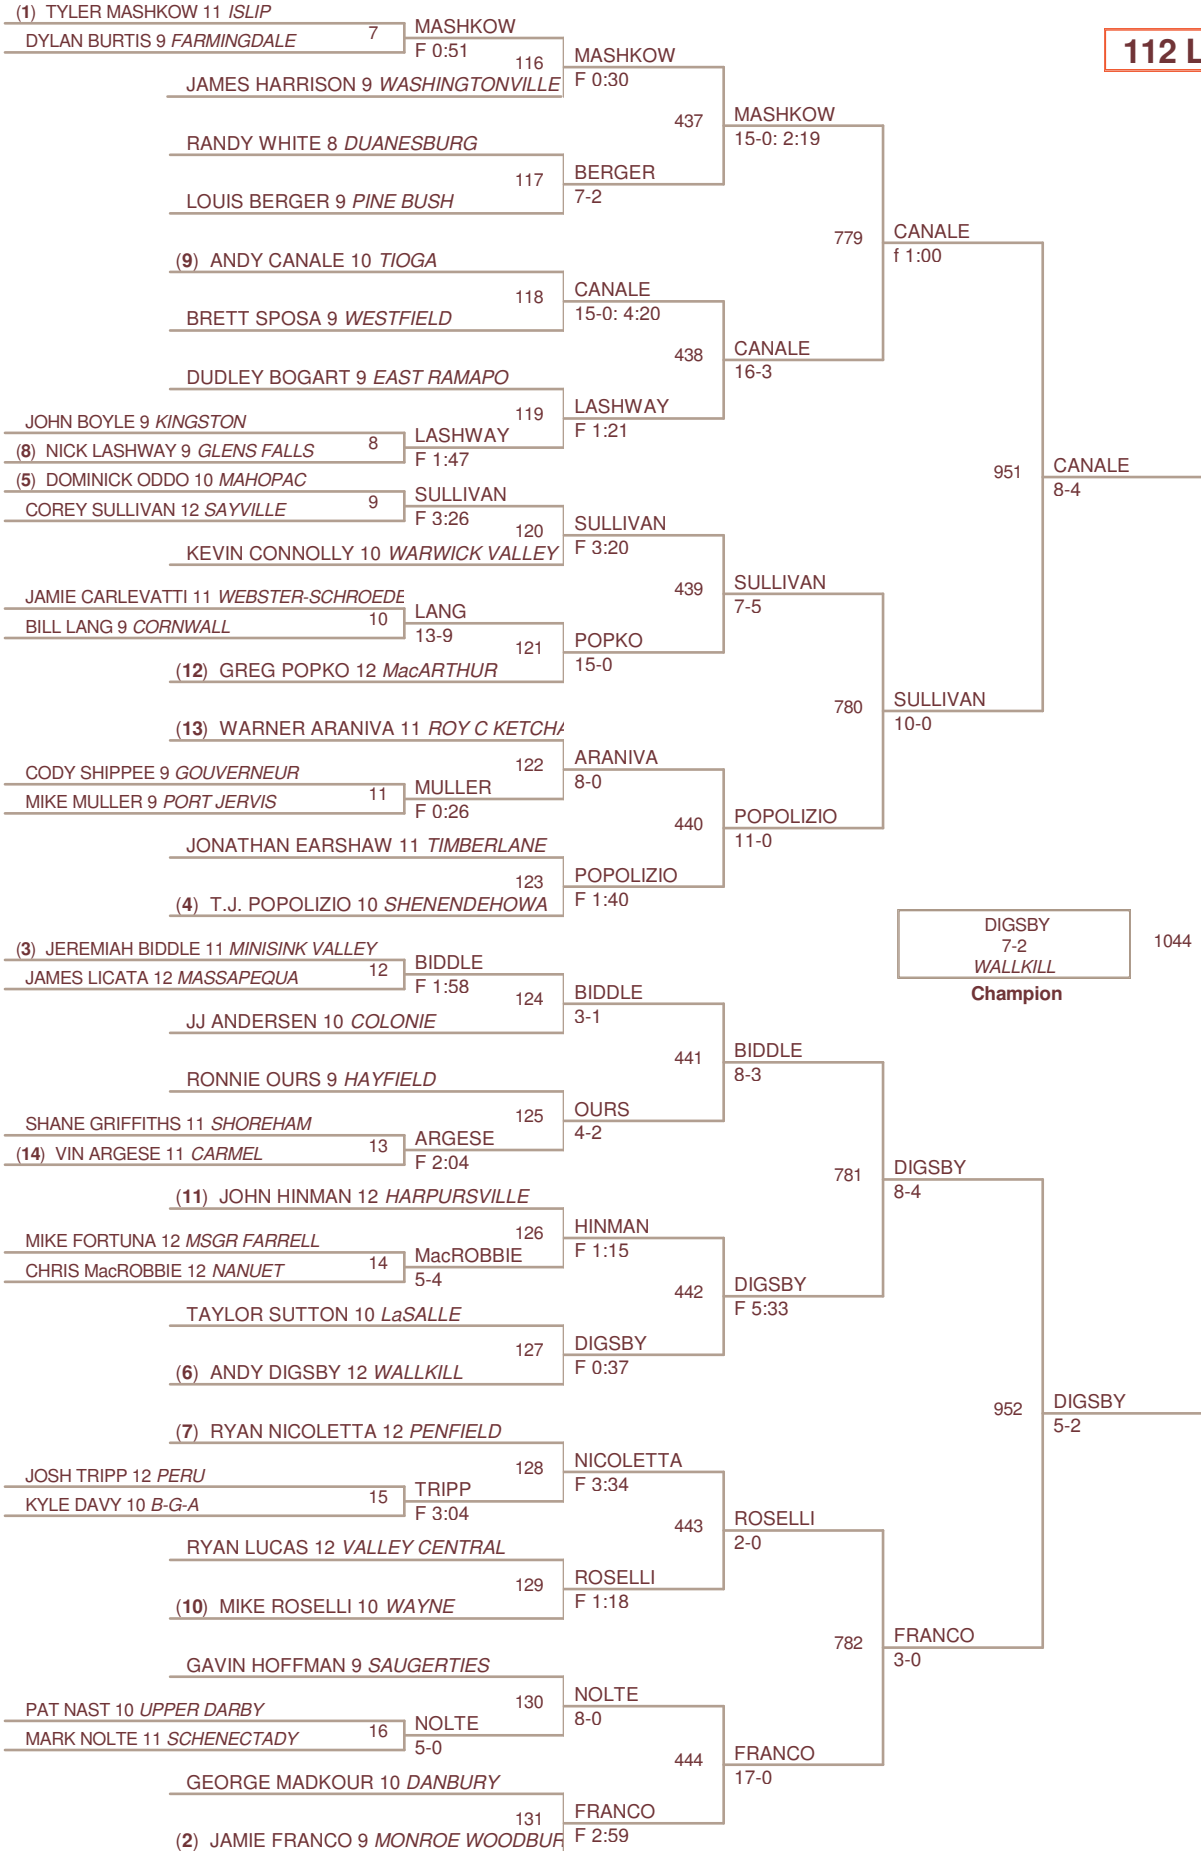 (1) TYLER MASHKOW 11 ISLIP
7
MASHKOW
DYLAN BURTIS 9 FARMINGDALE
F 0:51
116
MASHKOW
F 0:30
JAMES HARRISON 9 WASHINGTONVILLE
112 L
437
MASHKOW
15-0: 2:19
RANDY WHITE 8 DUANESBURG
117
BERGER
7-2
LOUIS BERGER 9 PINE BUSH
779
CANALE
f 1:00
(9) ANDY CANALE 10 TIOGA
118
CANALE
15-0: 4:20
BRETT SPOSA 9 WESTFIELD
438
CANALE
16-3
DUDLEY BOGART 9 EAST RAMAPO
119
LASHWAY
F 1:21
JOHN BOYLE 9 KINGSTON
8
LASHWAY
(8) NICK LASHWAY 9 GLENS FALLS
F 1:47
951
CANALE
8-4
(5) DOMINICK ODDO 10 MAHOPAC
9
SULLIVAN
COREY SULLIVAN 12 SAYVILLE
F 3:26
120
SULLIVAN
F 3:20
KEVIN CONNOLLY 10 WARWICK VALLEY
439
SULLIVAN
7-5
JAMIE CARLEVATTI 11 WEBSTER-SCHROEDE
10
LANG
BILL LANG 9 CORNWALL
13-9
121
POPKO
15-0
(12) GREG POPKO 12 MacARTHUR
780
SULLIVAN
10-0
(13) WARNER ARANIVA 11 ROY C KETCHA
122
ARANIVA
8-0
CODY SHIPPEE 9 GOUVERNEUR
11
MULLER
MIKE MULLER 9 PORT JERVIS
F 0:26
440
POPOLIZIO
11-0
JONATHAN EARSHAW 11 TIMBERLANE
123
POPOLIZIO
F 1:40
(4) T.J. POPOLIZIO 10 SHENENDEHOWA
DIGSBY
7-2
WALLKILL
1044
Champion
(3) JEREMIAH BIDDLE 11 MINISINK VALLEY
12
BIDDLE
JAMES LICATA 12 MASSAPEQUA
F 1:58
124
BIDDLE
3-1
JJ ANDERSEN 10 COLONIE
441
BIDDLE
8-3
RONNIE OURS 9 HAYFIELD
125
OURS
4-2
SHANE GRIFFITHS 11 SHOREHAM
13
ARGESE
(14) VIN ARGESE 11 CARMEL
F 2:04
781
DIGSBY
8-4
(11) JOHN HINMAN 12 HARPURSVILLE
126
HINMAN
F 1:15
MIKE FORTUNA 12 MSGR FARRELL
14
MacROBBIE
CHRIS MacROBBIE 12 NANUET
5-4
442
DIGSBY
F 5:33
TAYLOR SUTTON 10 LaSALLE
127
DIGSBY
F 0:37
(6) ANDY DIGSBY 12 WALLKILL
952
DIGSBY
5-2
(7) RYAN NICOLETTA 12 PENFIELD
128
NICOLETTA
F 3:34
JOSH TRIPP 12 PERU
15
TRIPP
KYLE DAVY 10 B-G-A
F 3:04
443
ROSELLI
2-0
RYAN LUCAS 12 VALLEY CENTRAL
129
ROSELLI
F 1:18
(10) MIKE ROSELLI 10 WAYNE
782
FRANCO
3-0
GAVIN HOFFMAN 9 SAUGERTIES
130
NOLTE
8-0
PAT NAST 10 UPPER DARBY
16
NOLTE
MARK NOLTE 11 SCHENECTADY
5-0
444
FRANCO
17-0
GEORGE MADKOUR 10 DANBURY
131
FRANCO
F 2:59
(2) JAMIE FRANCO 9 MONROE WOODBUR